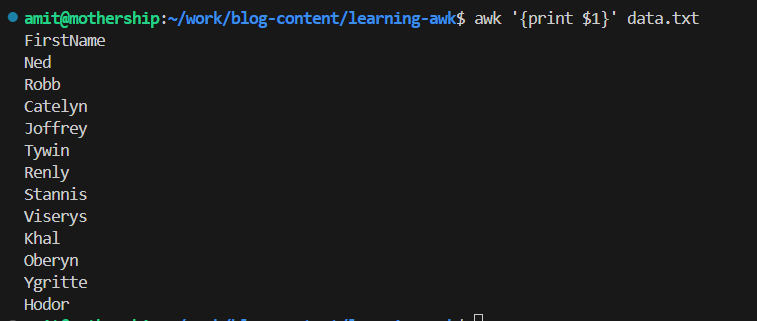 amit@mothership:~/work/blog-content/learning-awk$ awk '{print $1}' data.txt
FirstName
Ned
Robb
Catelyn
Joffrey
Tywin
Renly
Stannis
Viserys
Khal
Oberyn
Ygritte
Hodor